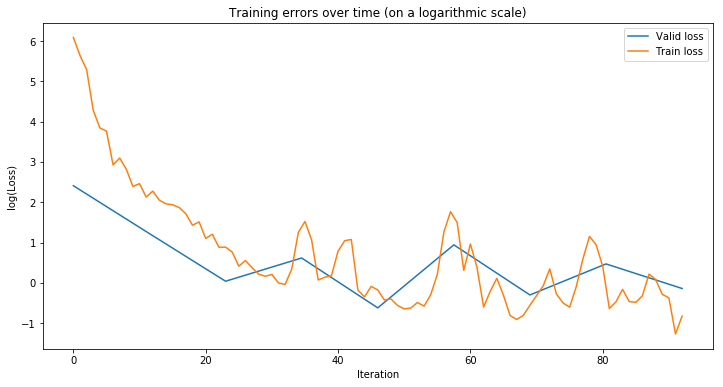 Training errors over time (on a logarithmic scale)
Valid loss
Train loss
log(Loss)
6
5
4
3
2
1
0
−1
0
20
40
60
80
Iteration